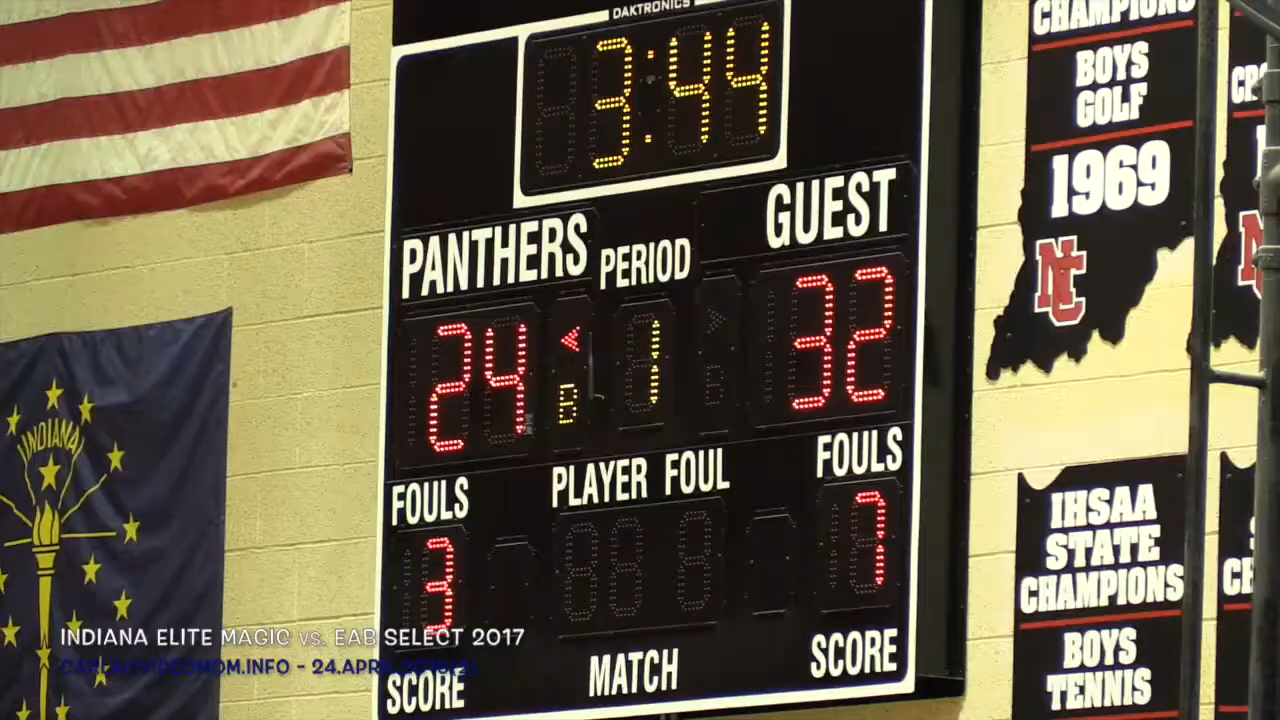 DAKTRONICS
3:44
PANTHERS
PERIOD
GUEST
24
B
1
32
FOULS
PLAYER FOUL
FOULS
3
7
SCORE
MATCH
SCORE
INDIANA
CHAMPIONS
BOYS
GOLF
1969
NC
IHSAA
STATE
CHAMPIONS
BOYS
TENNIS
INDIANA ELITE MAGIC vs. EAB SELECT 2017